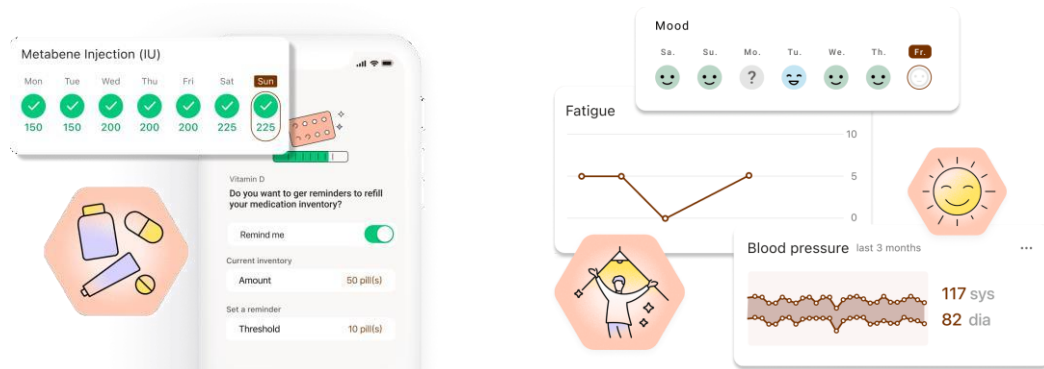 Metabene Injection (IU)
Mon Tue Wed Thu Fri Sat Sun
150 150 200 200 200 225 225
Vitamin D
Do you want to ger reminders to refill
your medication inventory?
Remind me
Current inventory
Amount 50 pill(s)
Set a reminder
Threshold 10 pill(s)
Mood
Sa. Su. Mo. Tu. We. Th. Fr.
?
Fatigue
10
5
0
Blood pressure last 3 months ...
117 sys
82 dia